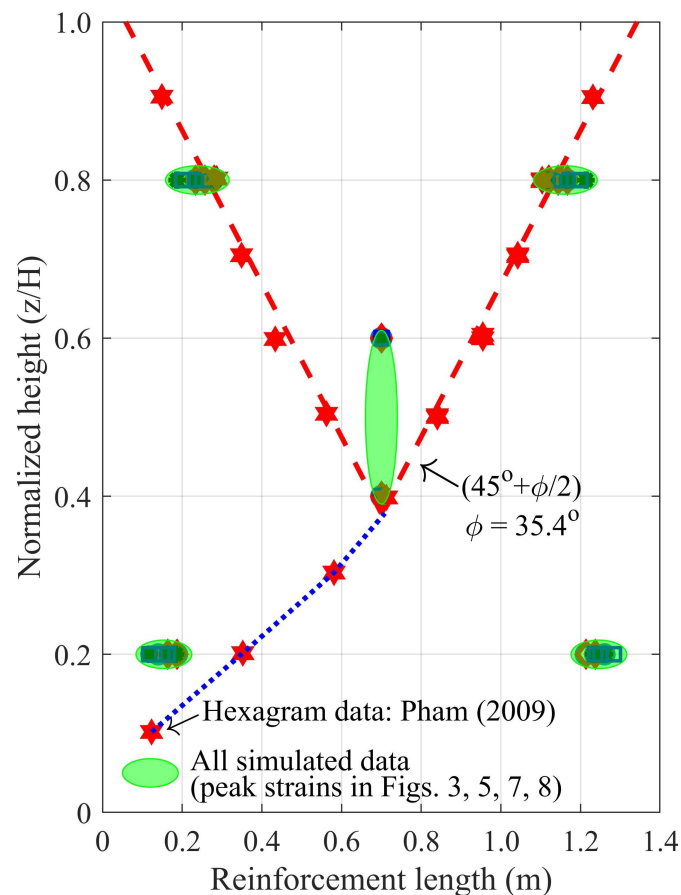 1.0
0.8
0.6
0.4
0.2
0
Normalized height (z/H)
(45°+ϕ/2)
ϕ = 35.4°
Hexagram data: Pham (2009)
All simulated data
(peak strains in Figs. 3, 5, 7, 8)
0 0.2 0.4 0.6 0.8 1.0 1.2 1.4
Reinforcement length (m)